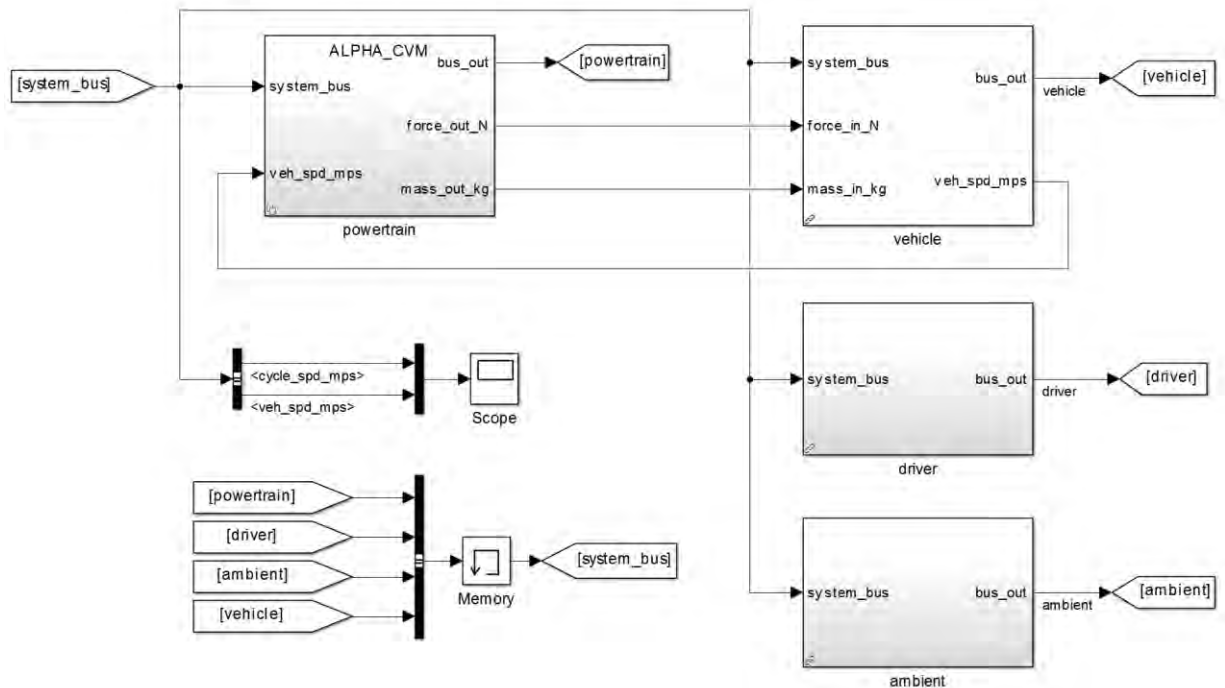 ALPHA_CVM
bus_out
[powertrain]
[system_bus]
system_bus
force_out_N
veh_spd_mps
mass_out_kg
powertrain
system_bus
bus_out
vehicle
[vehicle]
force_in_N
veh_spd_mps
mass_in_kg
vehicle
<cycle_spd_mps>
<veh_spd_mps>
Scope
system_bus
bus_out
driver
[driver]
driver
[powertrain]
[driver]
[ambient]
[vehicle]
Memory
[system_bus]
system_bus
bus_out
ambient
[ambient]
ambient